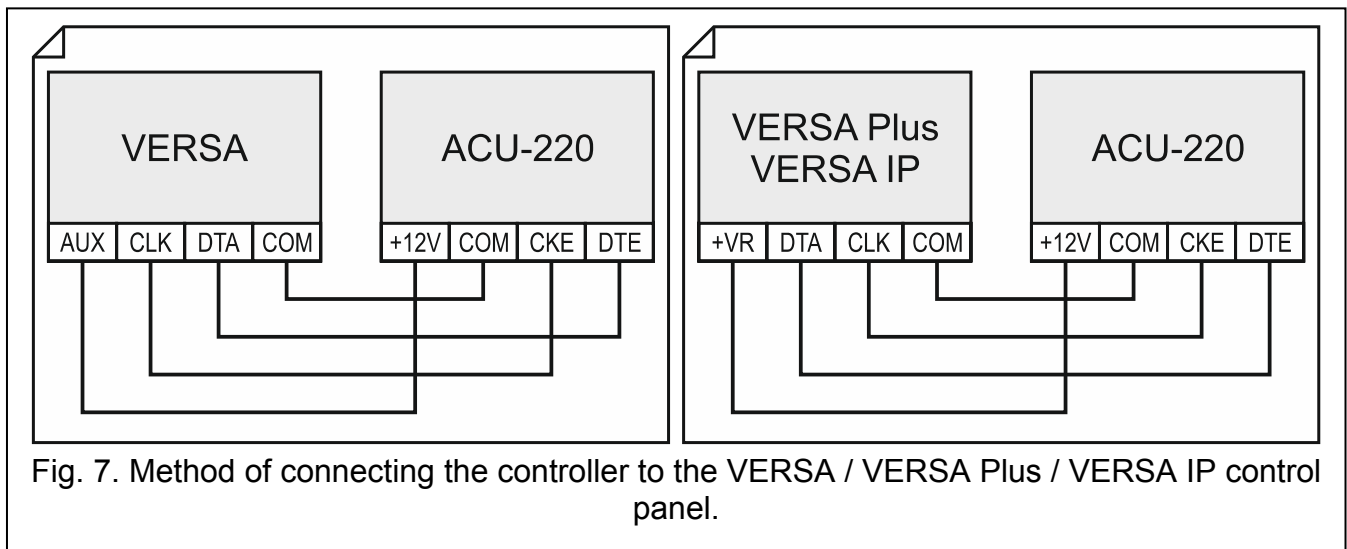 VERSA
ACU-220
AUX CLK DTA COM
+12V COM CKE DTE
VERSA Plus
VERSA IP
ACU-220
+VR DTA CLK COM
+12V COM CKE DTE
Fig. 7. Method of connecting the controller to the VERSA / VERSA Plus / VERSA IP control
panel.